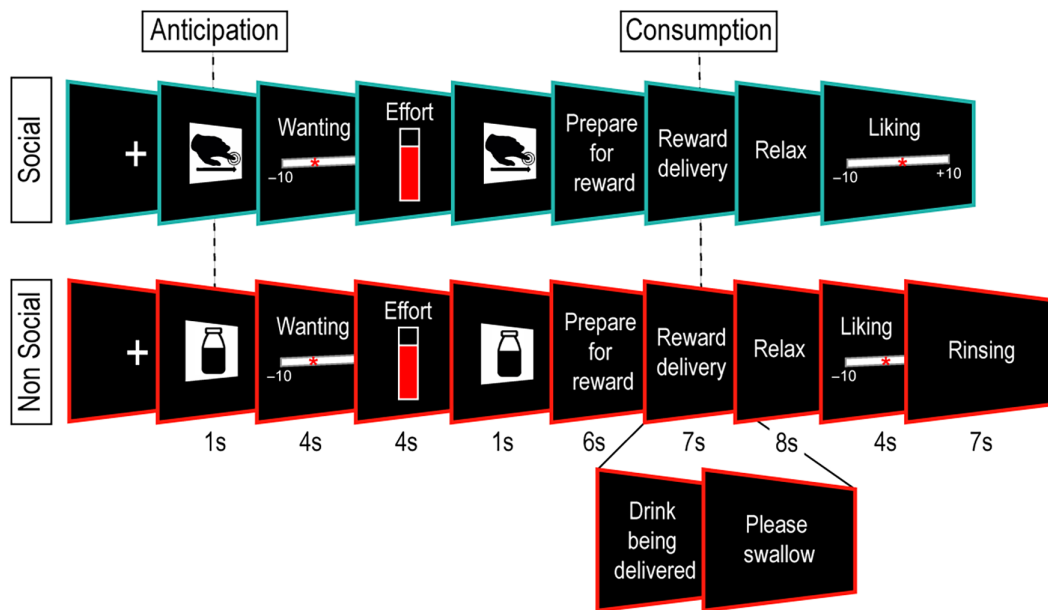 Anticipation
Consumption
Social
+
Wanting
-10
Effort
Prepare
for
reward
Reward
delivery
Relax
Liking
-10
+10
Non Social
+
Wanting
-10
Effort
Prepare
for
reward
Reward
delivery
Relax
Liking
-10
Rinsing
1s
4s
4s
1s
6s
7s
8s
4s
7s
Drink
being
delivered
Please
swallow